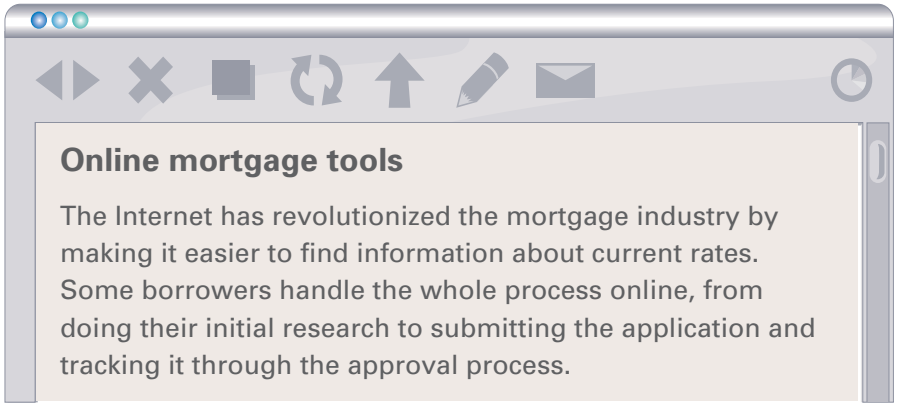 Online mortgage tools
The Internet has revolutionized the mortgage industry by
making it easier to find information about current rates.
Some borrowers handle the whole process online, from
doing their initial research to submitting the application and
tracking it through the approval process.